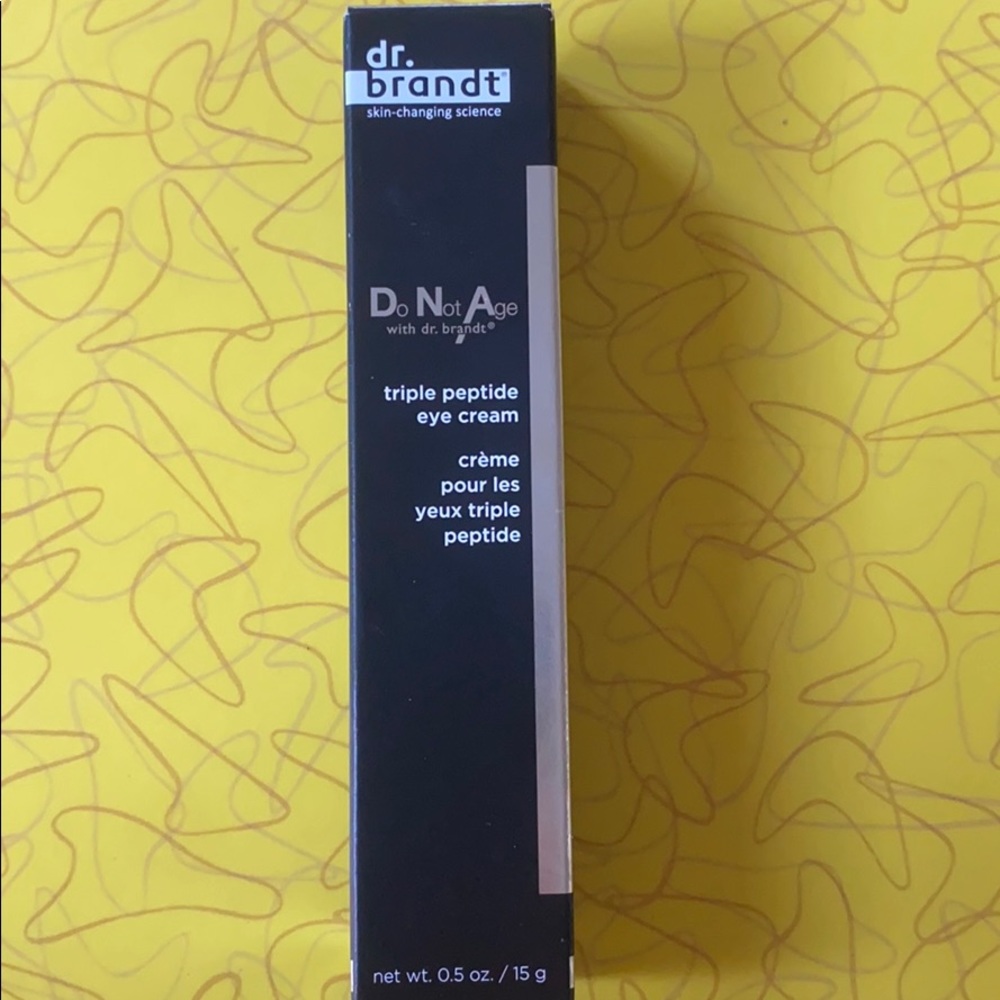 dr.
brandt®
skin-changing science
Do Not Age
with dr. brandt®
triple peptide
eye cream
crème
pour les
yeux triple
peptide
net wt. 0.5 oz. / 15 g